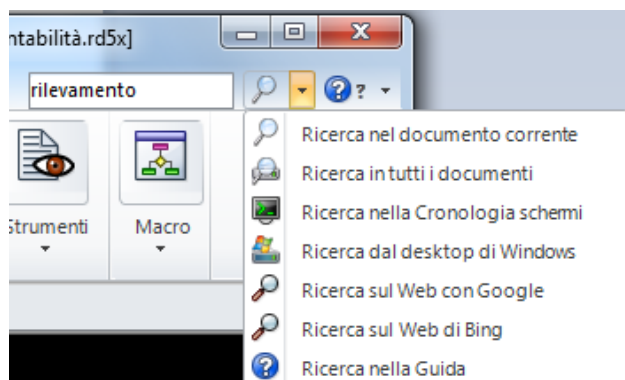 ntabilità.rd5x]
rilevamento
?
Strumenti
Macro
Ricerca nel documento corrente
Ricerca in tutti i documenti
Ricerca nella Cronologia schermi
Ricerca dal desktop di Windows
Ricerca sul Web con Google
Ricerca sul Web di Bing
Ricerca nella Guida